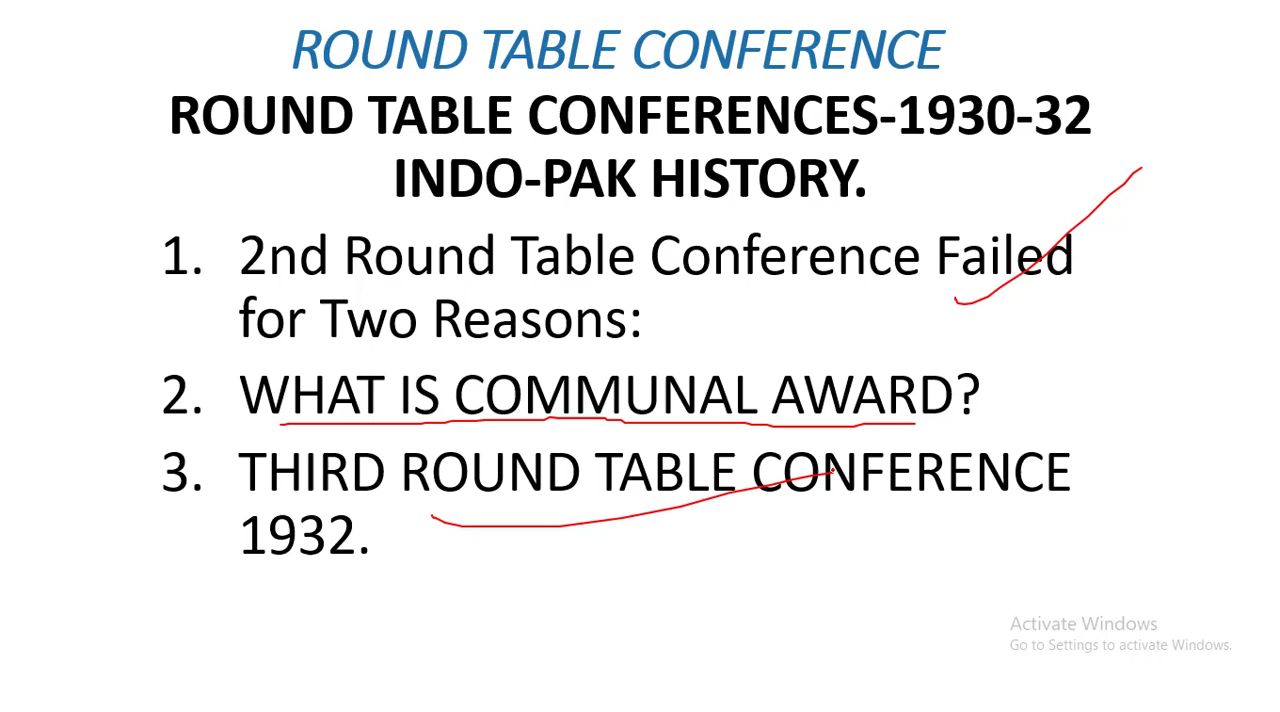 ROUND TABLE CONFERENCE
ROUND TABLE CONFERENCES-1930-32
INDO-PAK HISTORY.
1. 2nd Round Table Conference Failed
for Two Reasons:
2. WHAT IS COMMUNAL AWARD?
3. THIRD ROUND TABLE CONFERENCE
1932.
Activate Windows
Go to Settings to activate Windows.